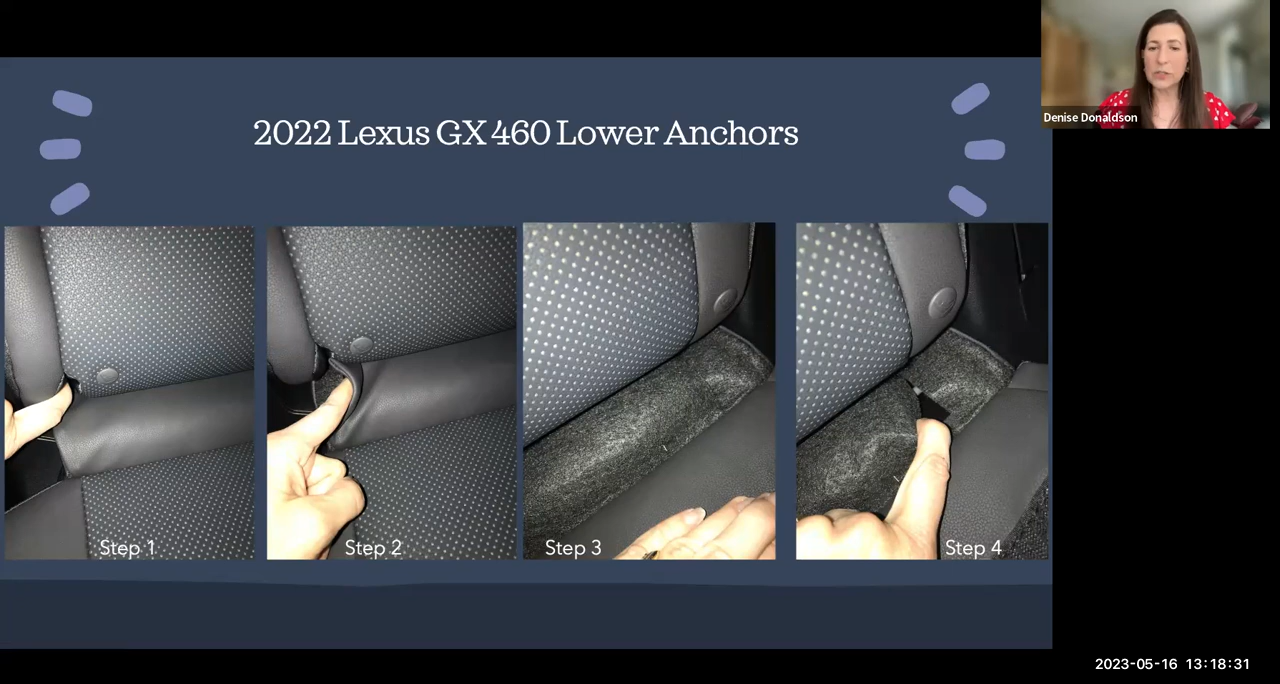 2022 Lexus GX 460 Lower Anchors
Denise Donaldson
Step 1
Step 2
Step 3
Step 4
2023-05-16 13:18:31